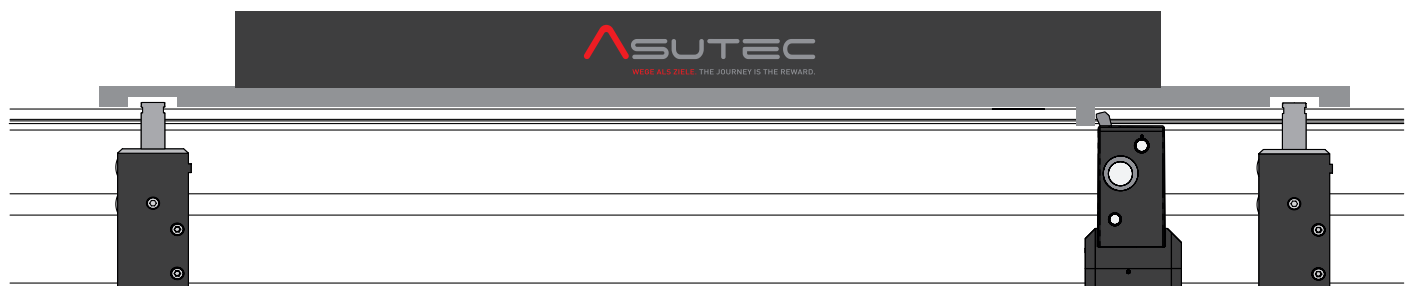 ASUTEC
WEGE ALS ZIELE. THE JOURNEY IS THE REWARD.